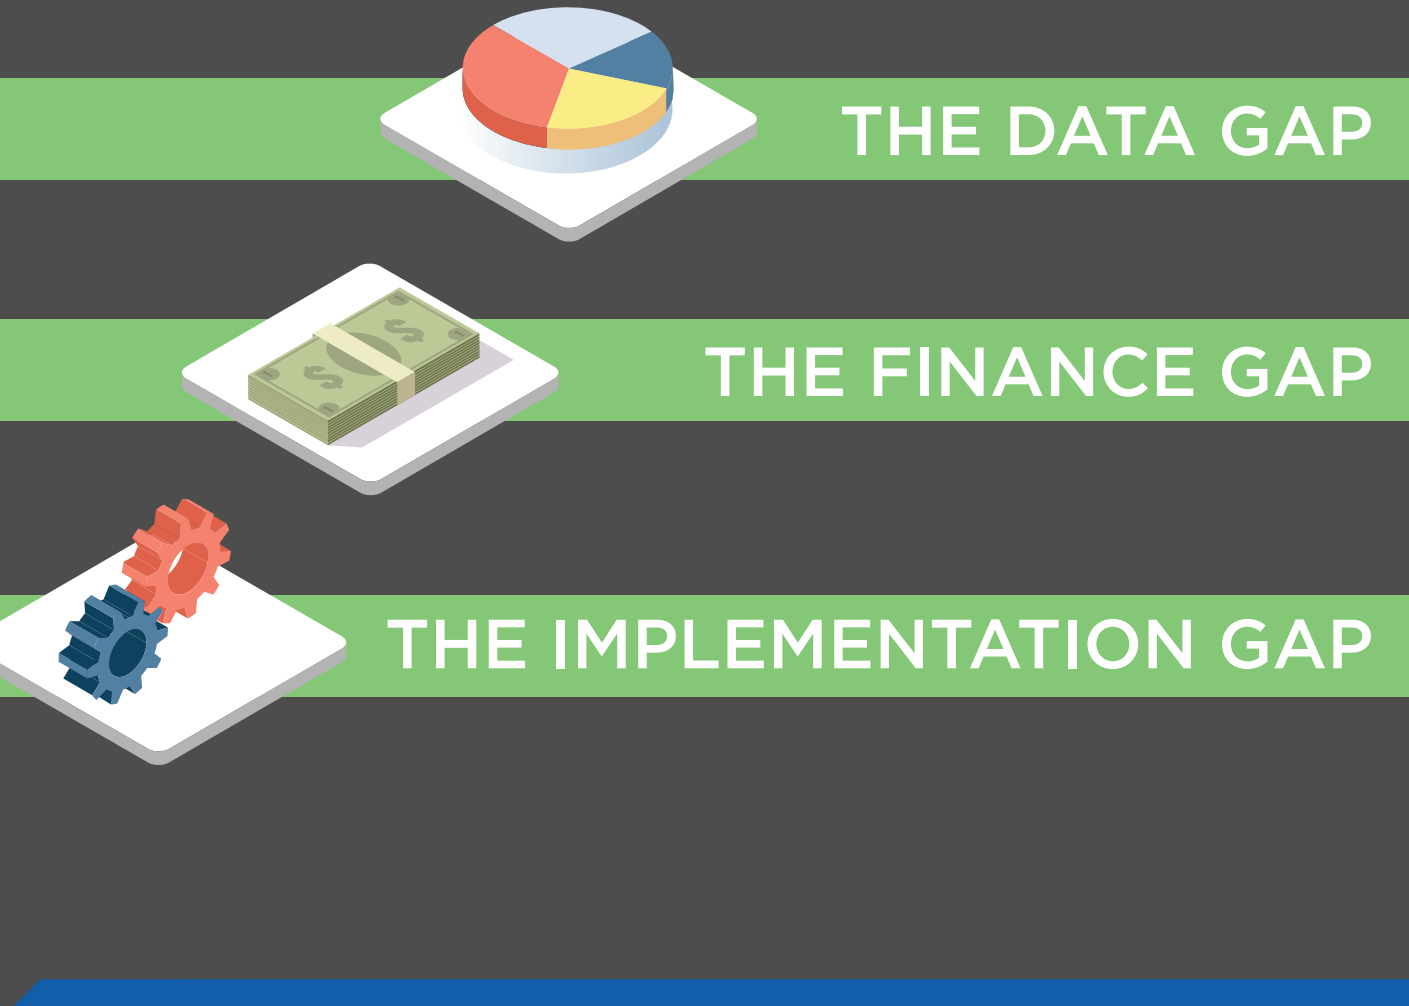 THE DATA GAP
THE FINANCE GAP
THE IMPLEMENTATION GAP